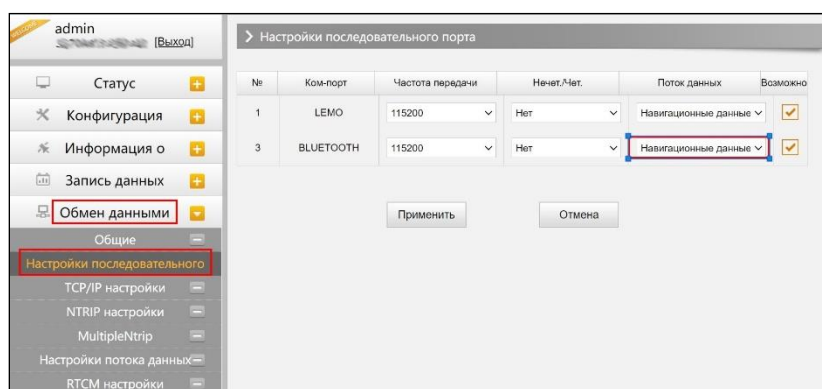 WELCOME
admin
[Выход]
Настройки последовательного порта
Статус
Конфигурация
Информация о
Запись данных
Обмен данными
Общие
Настройки последовательного
TCP/IP настройки
NTRIP настройки
MultipleNtrip
Настройки потока данных
RTCM настройки
№ Ком-порт Частота передачи Нечет./Чет. Поток данных Возможно
1 LEMO 115200 Нет Навигационные данные
3 BLUETOOTH 115200 Нет Навигационные данные
Применить Отмена